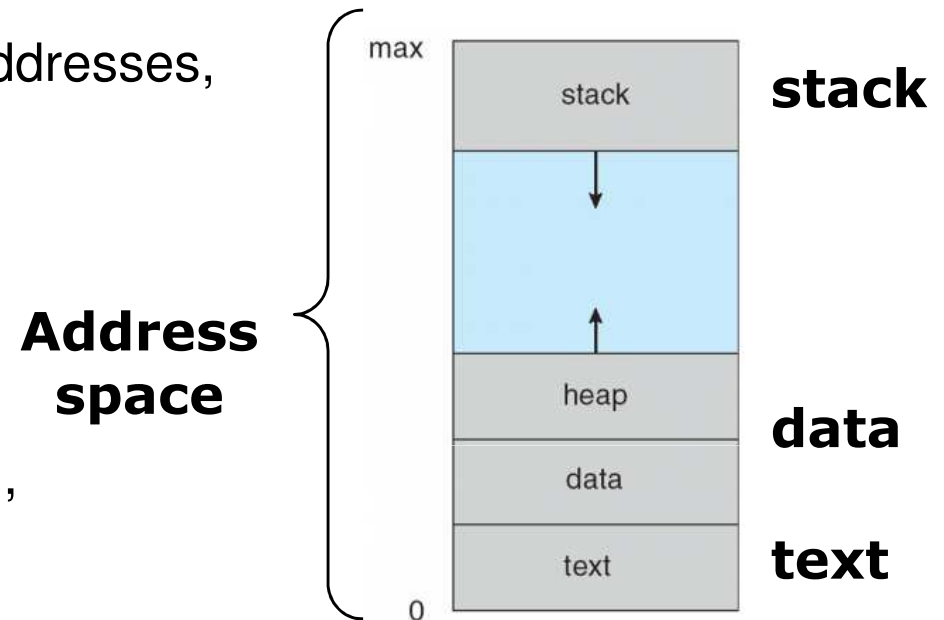 ddresses,
max
stack
stack
Address
space
heap
data
data
,
text
text
0